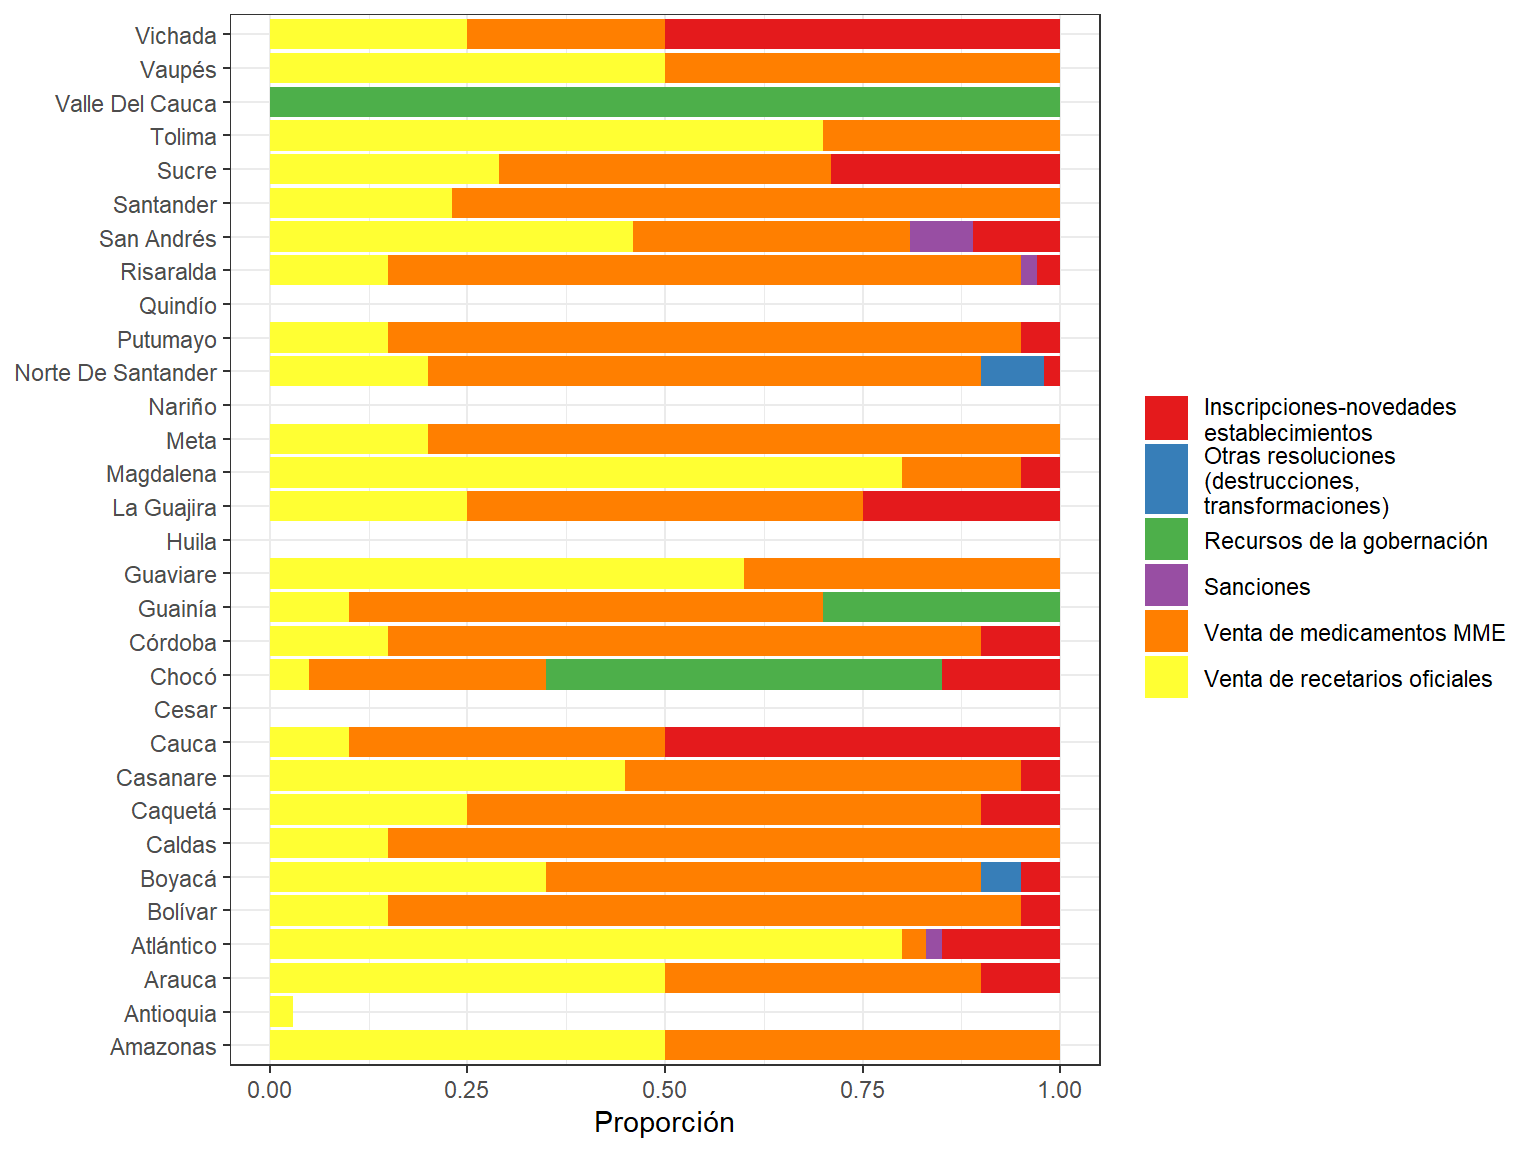 Vichada
Vaupés
Valle Del Cauca
Tolima
Sucre
Santander
San Andrés
Risaralda
Quindío
Putumayo
Norte De Santander
Nariño
Meta
Magdalena
La Guajira
Huila
Guaviare
Guainía
Córdoba
Chocó
Cesar
Cauca
Casanare
Caquetá
Caldas
Boyacá
Bolívar
Atlántico
Arauca
Antioquia
Amazonas
0.00
0.25
0.50
0.75
1.00
Proporción
Inscripciones-novedades
establecimientos
Otras resoluciones
(destrucciones,
transformaciones)
Recursos de la gobernación
Sanciones
Venta de medicamentos MME
Venta de recetarios oficiales